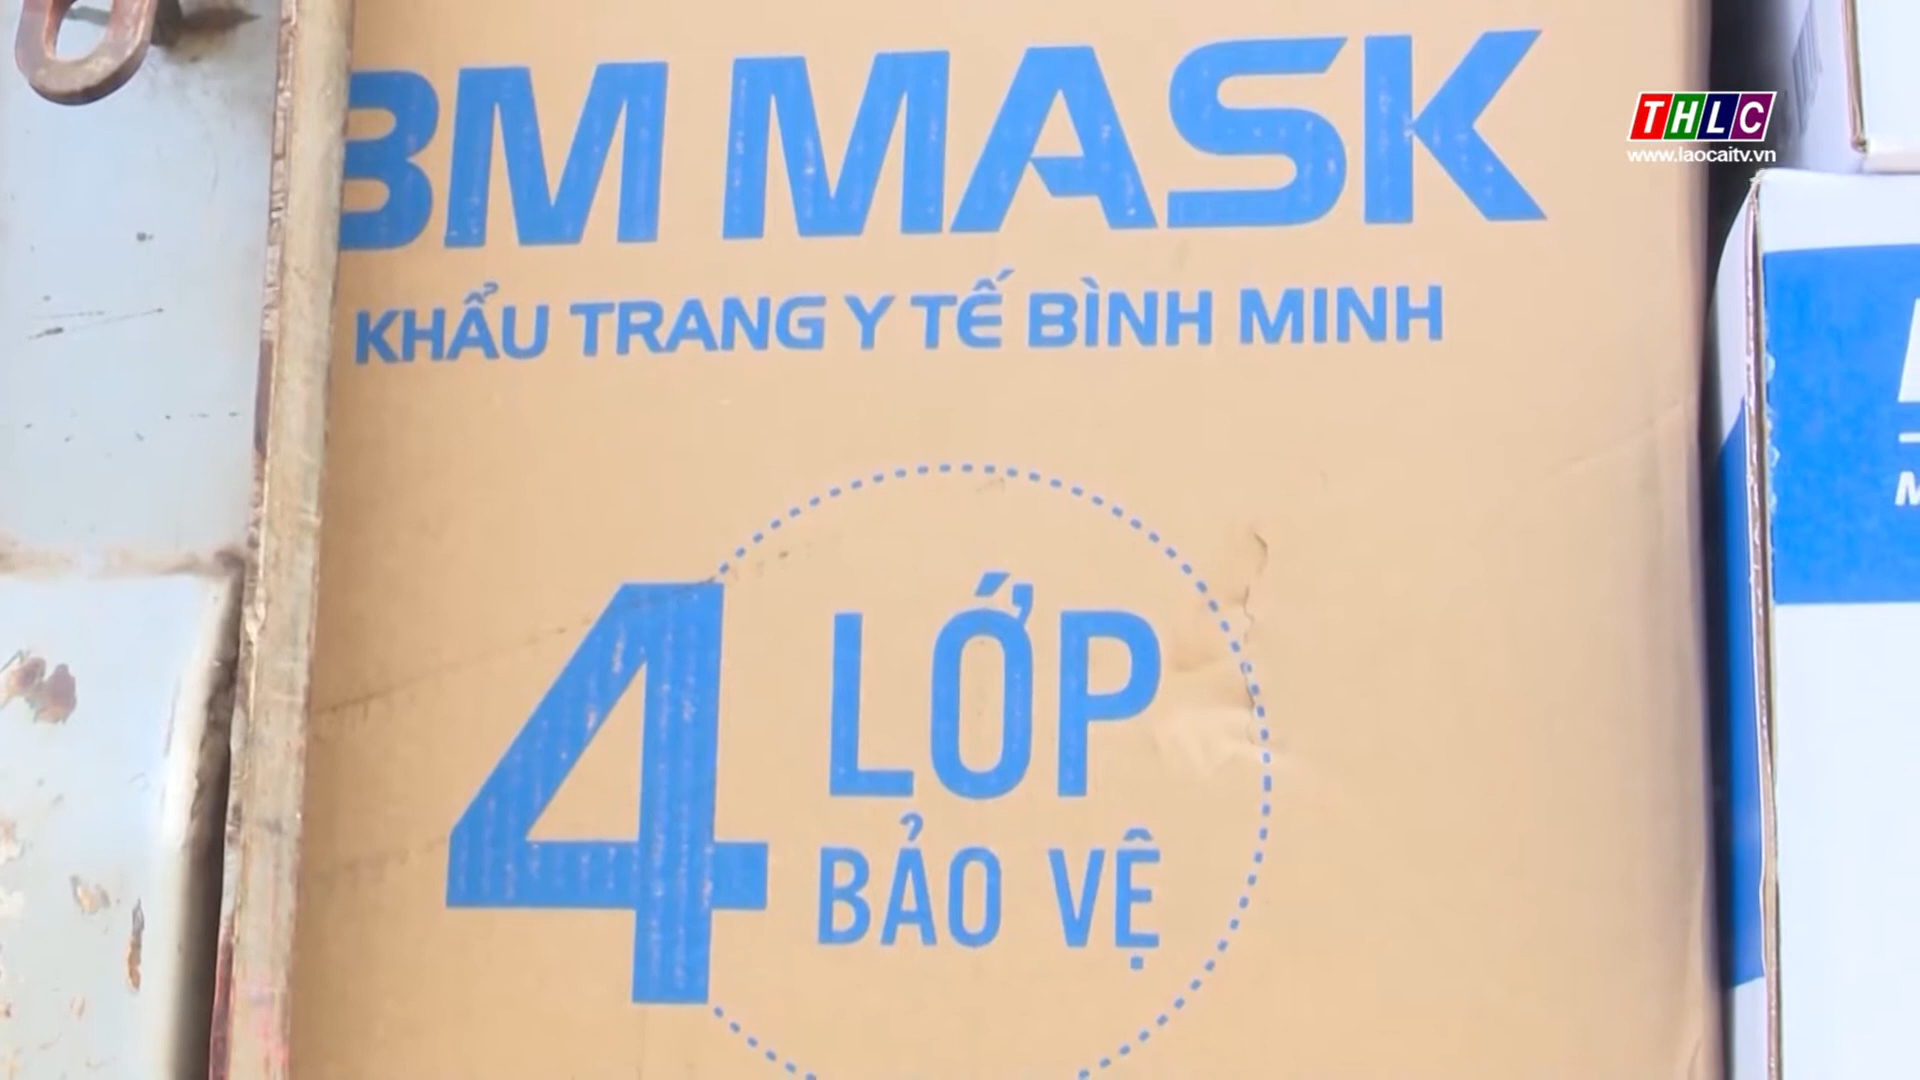 BM MASK
KHẨU TRANG Y TẾ BÌNH MINH
4 LỚP
BẢO VỆ
THLC
www.laocaitv.vn